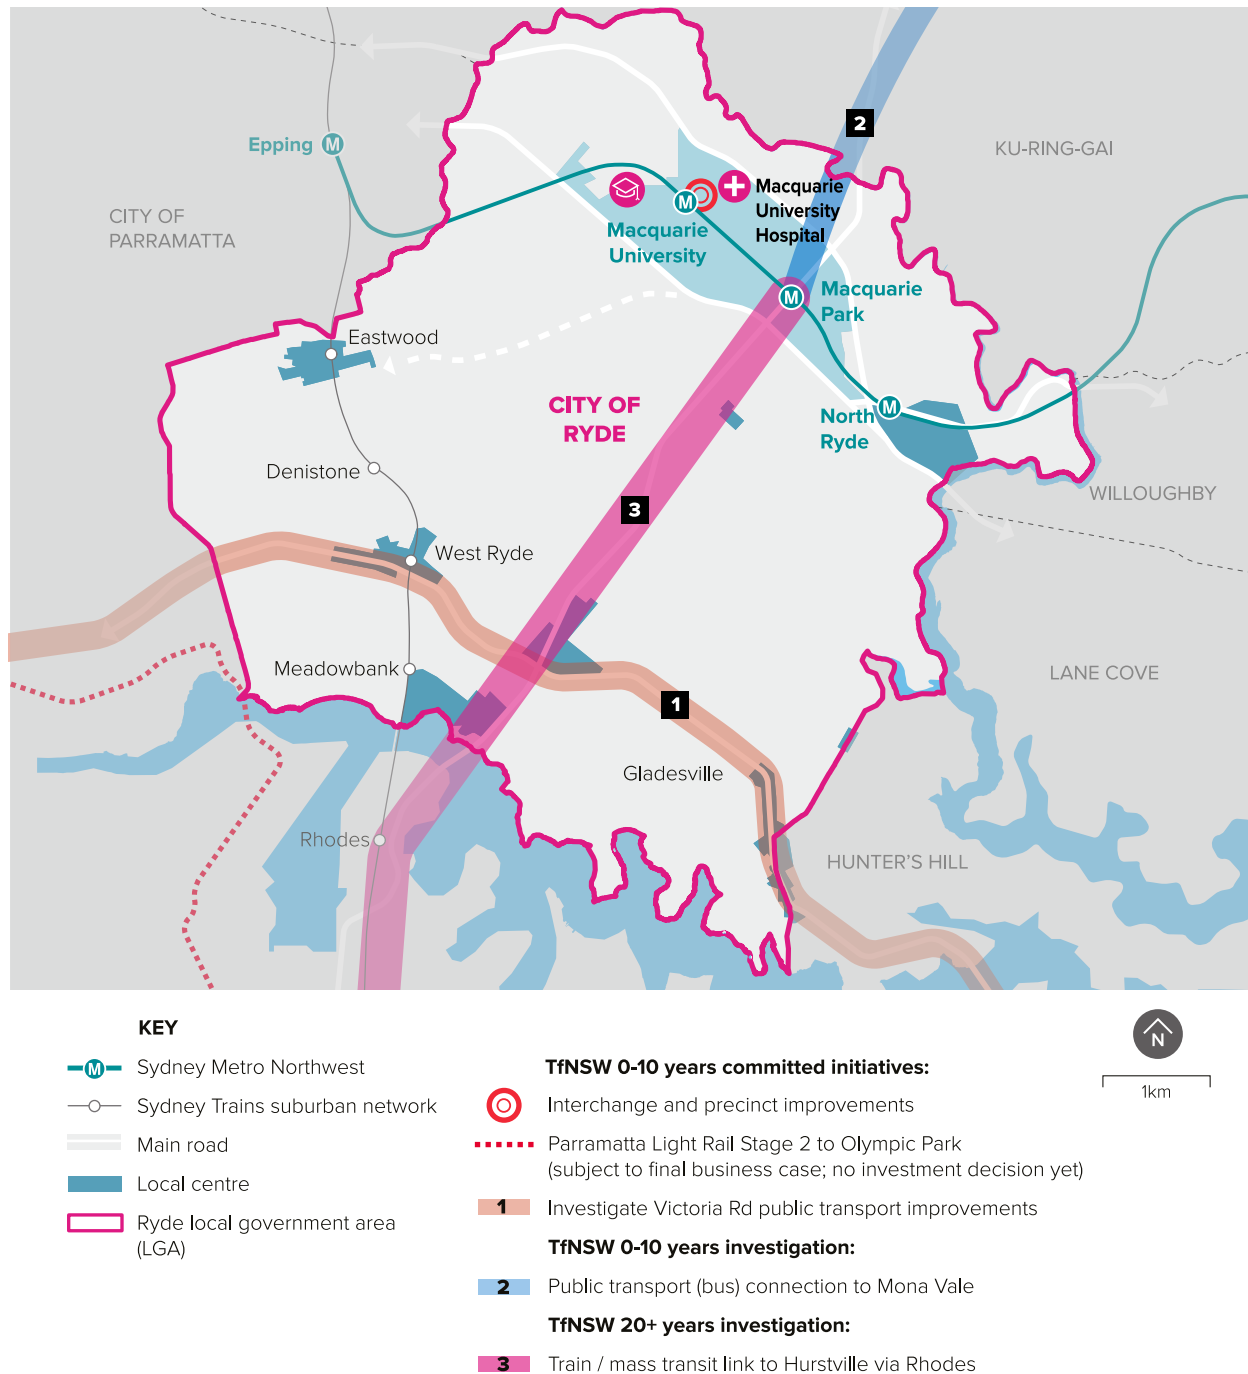 2
KU-RING-GAI
Epping M
CITY OF
PARRAMATTA
M
Macquarie
University
Hospital
Macquarie
University
M
Macquarie
Park
Eastwood
CITY OF
RYDE
M
North
Ryde
Denistone
WILLOUGHBY
3
West Ryde
Meadowbank
LANE COVE
1
Gladesville
Rhodes
HUNTER'S HILL
KEY
M Sydney Metro Northwest
Sydney Trains suburban network
Main road
Local centre
Ryde local government area
(LGA)
N
1km
TfNSW 0-10 years committed initiatives:
Interchange and precinct improvements
Parramatta Light Rail Stage 2 to Olympic Park
(subject to final business case; no investment decision yet)
1 Investigate Victoria Rd public transport improvements
TfNSW 0-10 years investigation:
2 Public transport (bus) connection to Mona Vale
TfNSW 20+ years investigation:
3 Train / mass transit link to Hurstville via Rhodes